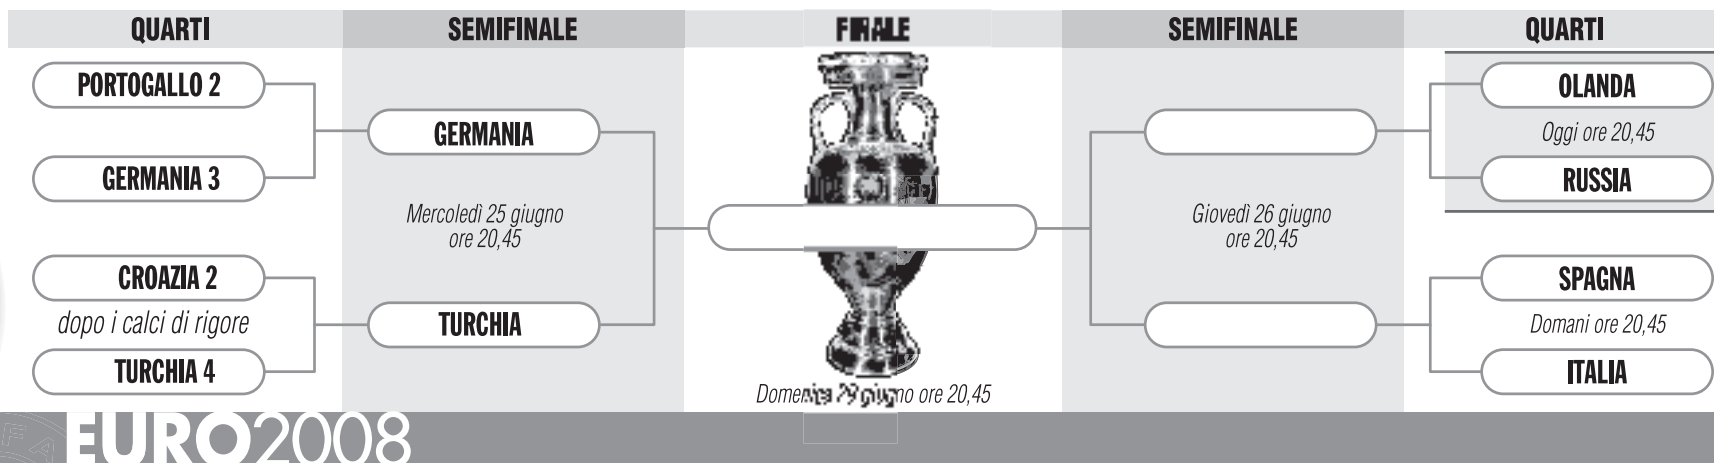 QUARTI
SEMIFINALE
FINALE
SEMIFINALE
QUARTI
PORTOGALLO 2
GERMANIA 3
CROAZIA 2
dopo i calci di rigore
TURCHIA 4
GERMANIA
Mercoledì 25 giugno
ore 20,45
TURCHIA
Domenica 29 giugno ore 20,45
Giovedì 26 giugno
ore 20,45
OLANDA
Oggi ore 20,45
RUSSIA
SPAGNA
Domani ore 20,45
ITALIA
EURO2008